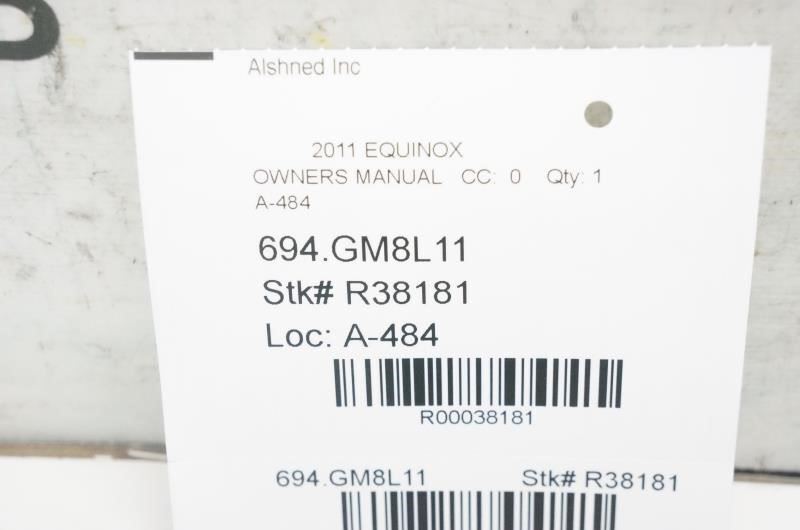 Alshned Inc
2011 EQUINOX
OWNERS MANUAL CC: 0 Qty: 1
A-484
694.GM8L11
Stk# R38181
Loc: A-484
R00038181
694.GM8L11 Stk# R38181